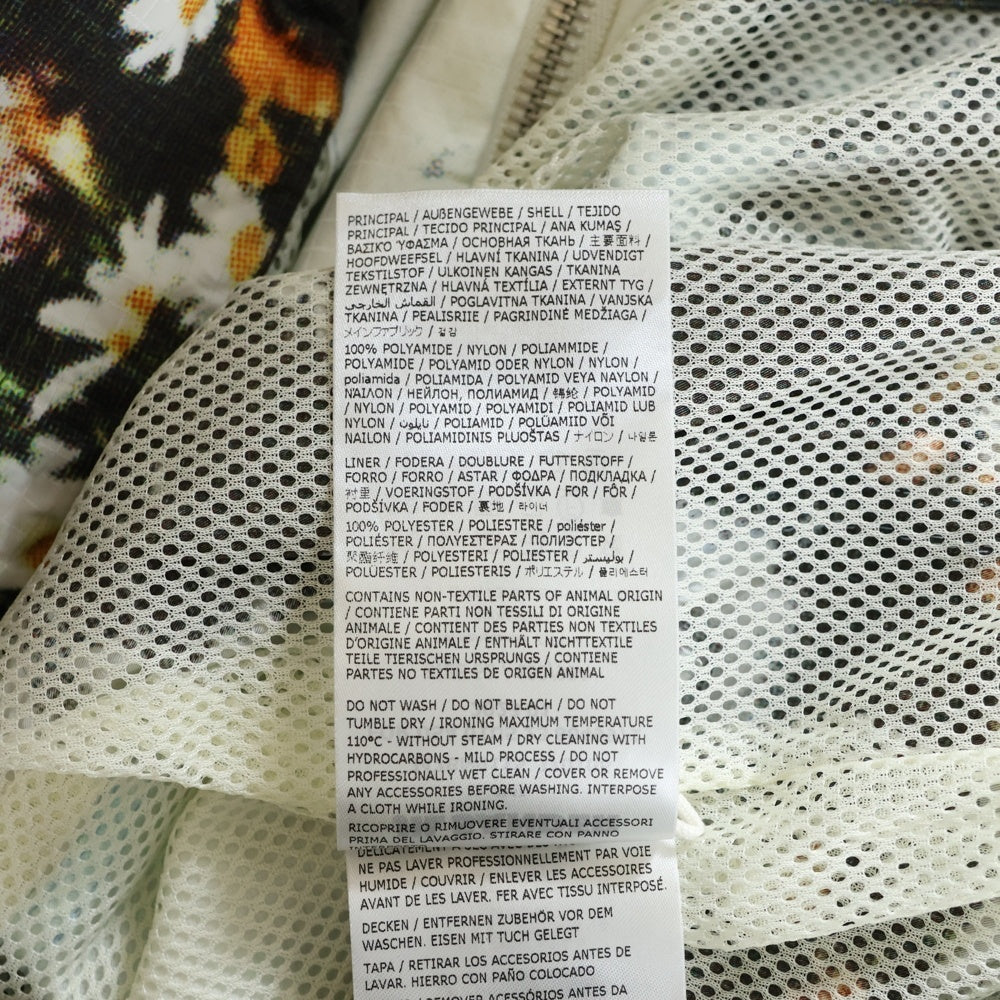 PRINCIPAL / AUßENGEWEBE / SHELL / TEJIDO
PRINCIPAL / TECIDO PRINCIPAL / ANA KUMAŞ /
ΒΑΣΙΚΟ ΎΦΑΣΜΑ / ОСНОВНАЯ ТКАНЬ / 主要面料 /
HOOFDWEEFSEL / HLAVNÍ TKANINA / UDVENDIGT
TEKSTILSTOF / ULKOINEN KANGAS / TKANINA
ZEWNĘTRZNA / HLAVNÁ TEXTÍLIA / EXTERNT TYG /
القماش الخارجي / POGLAVITNA TKANINA / VANJSKA
TKANINA / PEALISRIIE / PAGRINDINĖ MEDŽIAGA /
メインファブリック / 겉감
100% POLYAMIDE / NYLON / POLIAMMIDE /
POLYAMIDE / POLYAMID ODER NYLON / NYLON /
poliamida / POLIAMIDA / POLYAMID VEYA NAYLON /
ΝΆΙΛΟΝ / НЕЙЛОН, ПОЛИАМИД / 锦纶 / POLYAMID
/ NYLON / POLYAMID / POLYAMIDI / POLIAMID LUB
NYLON / نايلون / POLIAMID / POLÜAMIID VÕI
NAILON / POLIAMIDINIS PLUOŠTAS / ナイロン / 나일론
LINER / FODERA / DOUBLURE / FUTTERSTOFF /
FORRO / FORRO / ASTAR / ΦΟΔΡΑ / ПОДКЛАДКА /
衬里 / VOERINGSTOF / PODŠÍVKA / FOR / FÔR /
PODŠÍVKA / FODER / 裏地 / 라이너
100% POLYESTER / POLIESTERE / poliéster /
POLIÉSTER / ΠΟΛΥΕΣΤΈΡΑΣ / ПОЛИЭСТЕР /
聚酯纤维 / POLYESTERI / POLIESTER / بوليستر /
POLÜESTER / POLIESTERIS / ポリエステル / 폴리에스터
CONTAINS NON-TEXTILE PARTS OF ANIMAL ORIGIN
/ CONTIENE PARTI NON TESSILI DI ORIGINE
ANIMALE / CONTIENT DES PARTIES NON TEXTILES
D'ORIGINE ANIMALE / ENTHÄLT NICHTTEXTILE
TEILE TIERISCHEN URSPRUNGS / CONTIENE
PARTES NO TEXTILES DE ORIGEN ANIMAL
DO NOT WASH / DO NOT BLEACH / DO NOT
TUMBLE DRY / IRONING MAXIMUM TEMPERATURE
110°C - WITHOUT STEAM / DRY CLEANING WITH
HYDROCARBONS - MILD PROCESS / DO NOT
PROFESSIONALLY WET CLEAN / COVER OR REMOVE
ANY ACCESSORIES BEFORE WASHING. INTERPOSE
A CLOTH WHILE IRONING.
RICOPRIRE O RIMUOVERE EVENTUALI ACCESSORI
PRIMA DEL LAVAGGIO. STIRARE CON PANNO
DELICATEMENT A SEC AVEC DES
NE PAS LAVER PROFESSIONNELLEMENT PAR VOIE
HUMIDE / COUVRIR / ENLEVER LES ACCESSOIRES
AVANT DE LES LAVER. FER AVEC TISSU INTERPOSÉ.
DECKEN / ENTFERNEN ZUBEHÖR VOR DEM
WASCHEN. EISEN MIT TUCH GELEGT
TAPA / RETIRAR LOS ACCESORIOS ANTES DE
LAVAR. HIERRO CON PAÑO COLOCADO
REMOVER ACESSÓRIOS ANTES DA